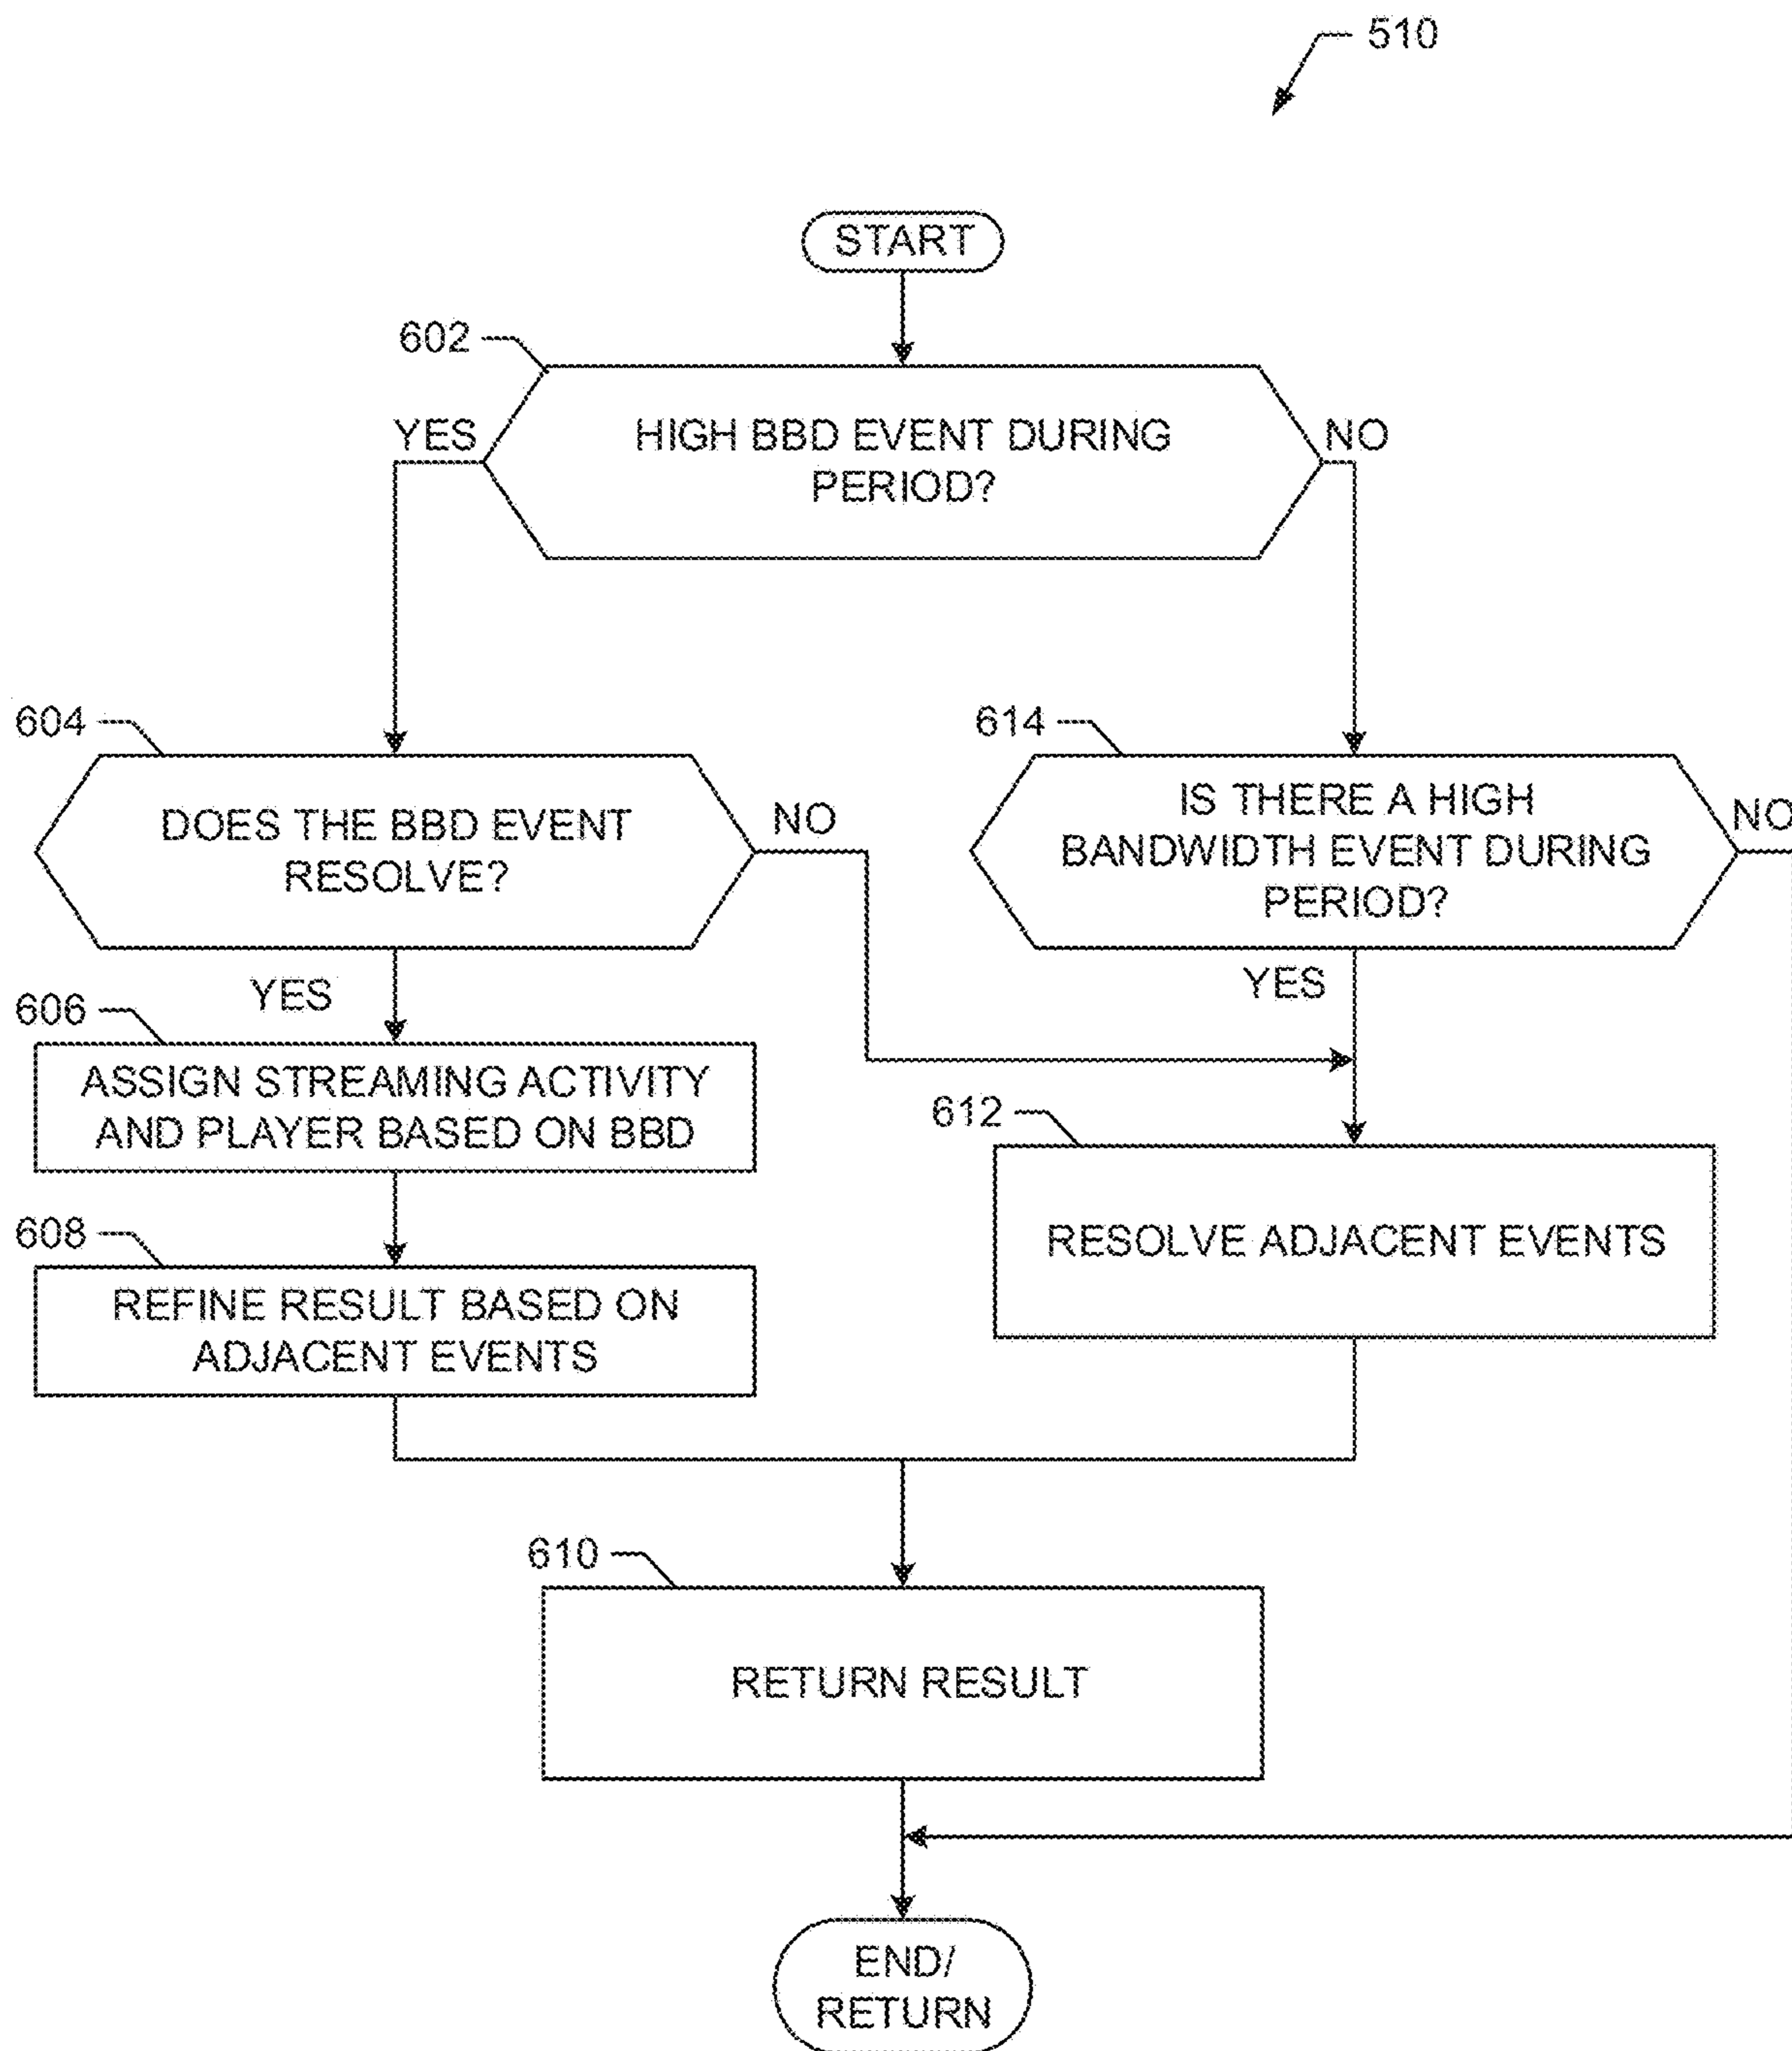 510
START
602
YES
HIGH BBD EVENT DURING
PERIOD?
NO
604
DOES THE BBD EVENT
RESOLVE?
NO
614
IS THERE A HIGH
BANDWIDTH EVENT DURING
PERIOD?
NO
YES
YES
606
ASSIGN STREAMING ACTIVITY
AND PLAYER BASED ON BBD
612
RESOLVE ADJACENT EVENTS
608
REFINE RESULT BASED ON
ADJACENT EVENTS
610
RETURN RESULT
END/
RETURN